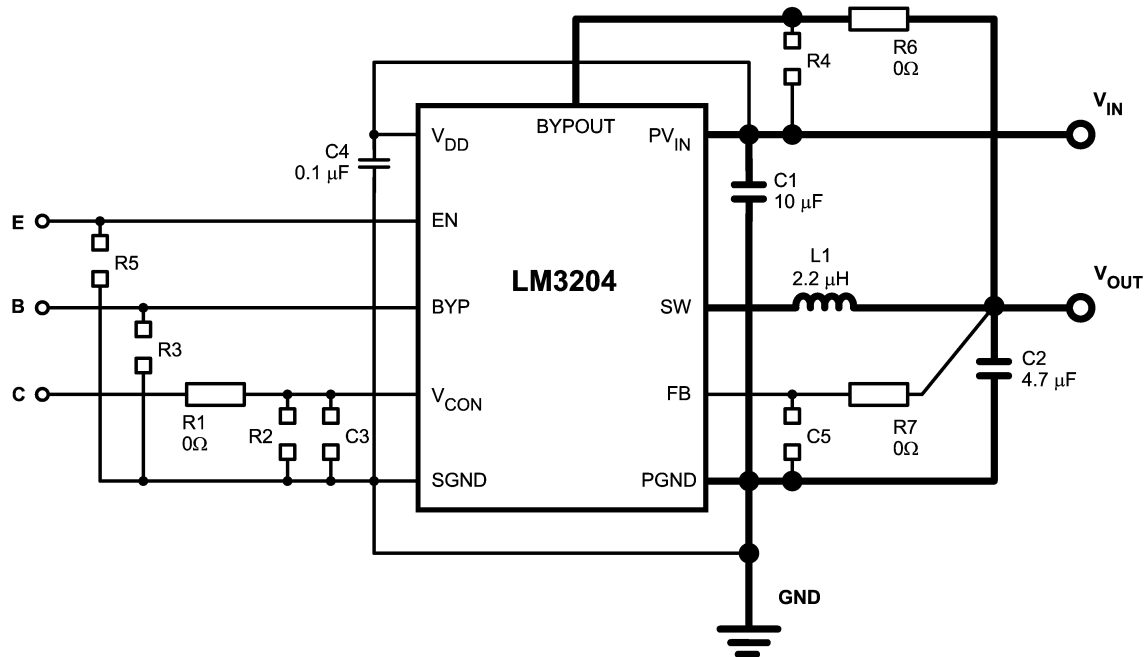 R6
0Ω
R4
V_IN
BYPOUT
V_DD
PV_IN
C4
0.1 μF
C1
10 μF
E
EN
R5
LM3204
L1
2.2 μH
V_OUT
B
BYP
SW
R3
C2
4.7 μF
C
V_CON
FB
R1
0Ω
R2
C3
C5
R7
0Ω
SGND
PGND
GND